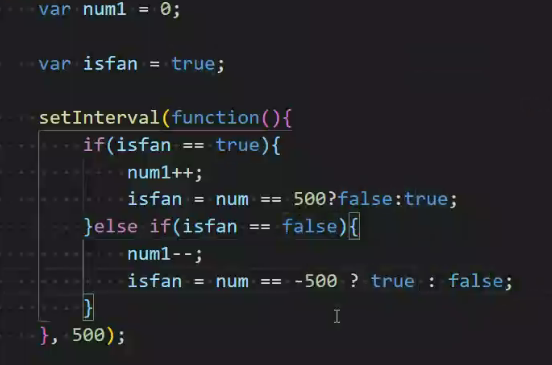 var num1 = 0;
var isfan = true;
setInterval(function(){
if(isfan == true){
num1++;
isfan = num == 500?false:true;
}else if(isfan == false){
num1--;
isfan = num == -500 ? true : false;
}
}, 500);